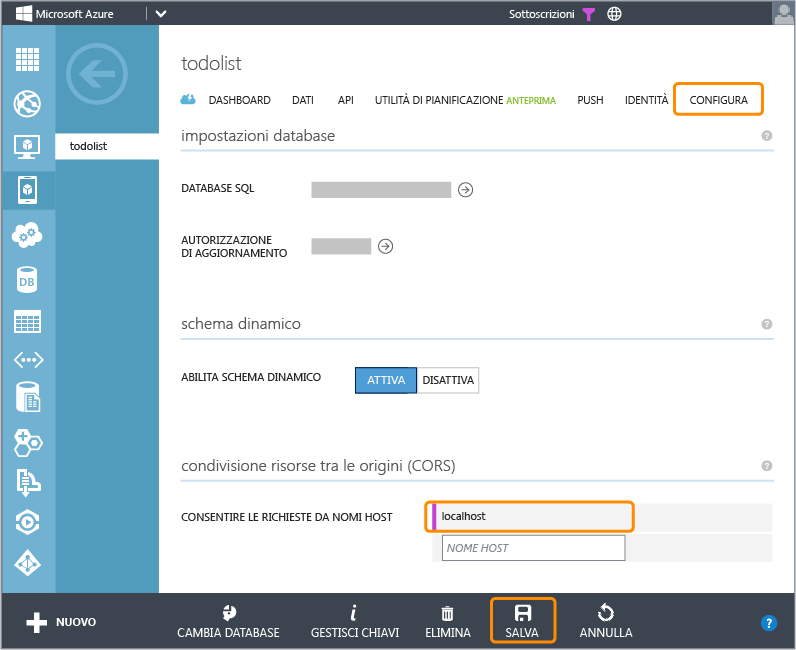 Microsoft Azure
Sottoscrizioni
todolist
todolist
DASHBOARD DATI API UTILITÀ DI PIANIFICAZIONE ANTEPRIMA PUSH IDENTITÀ CONFIGURA
impostazioni database
?
DATABASE SQL
AUTORIZZAZIONE
DI AGGIORNAMENTO
schema dinamico
?
ABILITA SCHEMA DINAMICO
ATTIVA DISATTIVA
condivisione risorse tra le origini (CORS)
?
CONSENTIRE LE RICHIESTE DA NOMI HOST
localhost
NOME HOST
DB
NUOVO
CAMBIA DATABASE
GESTISCI CHIAVI
ELIMINA
SALVA
ANNULLA
?